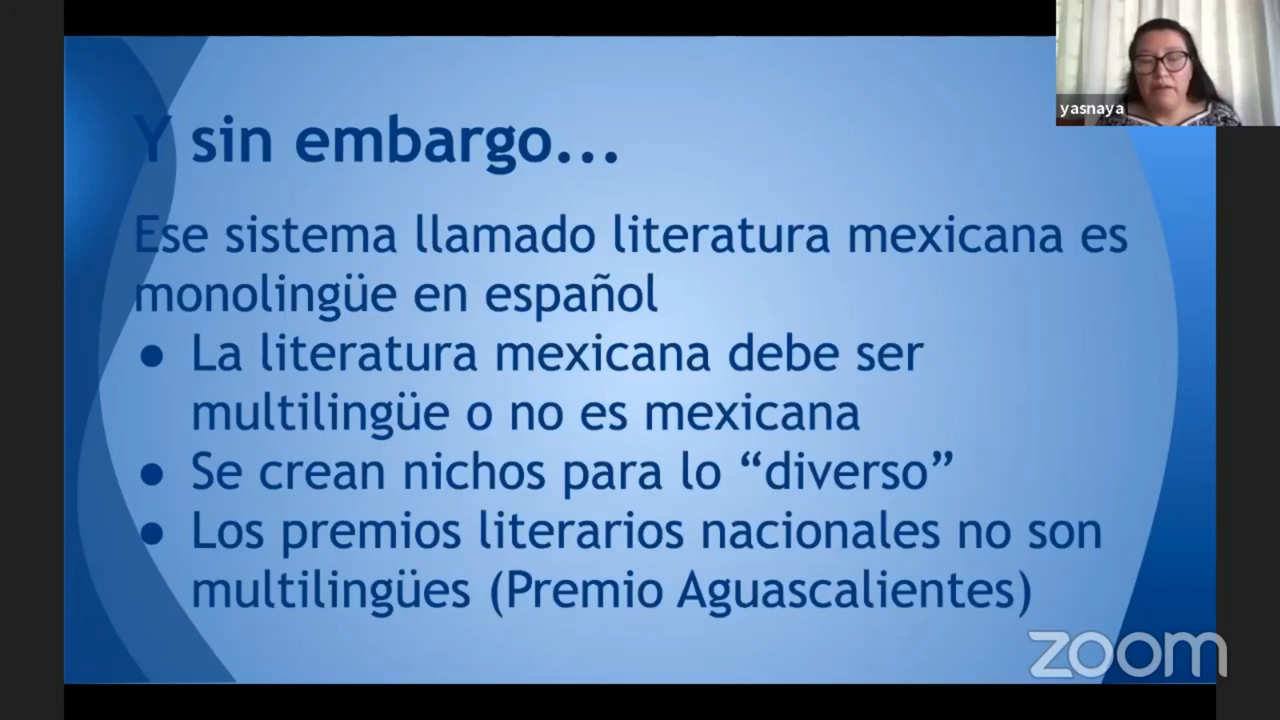 yasnaya
Y sin embargo...
Ese sistema llamado literatura mexicana es
monolingüe en español
● La literatura mexicana debe ser
multilingüe o no es mexicana
● Se crean nichos para lo “diverso”
● Los premios literarios nacionales no son
multilingües (Premio Aguascalientes)
zoom